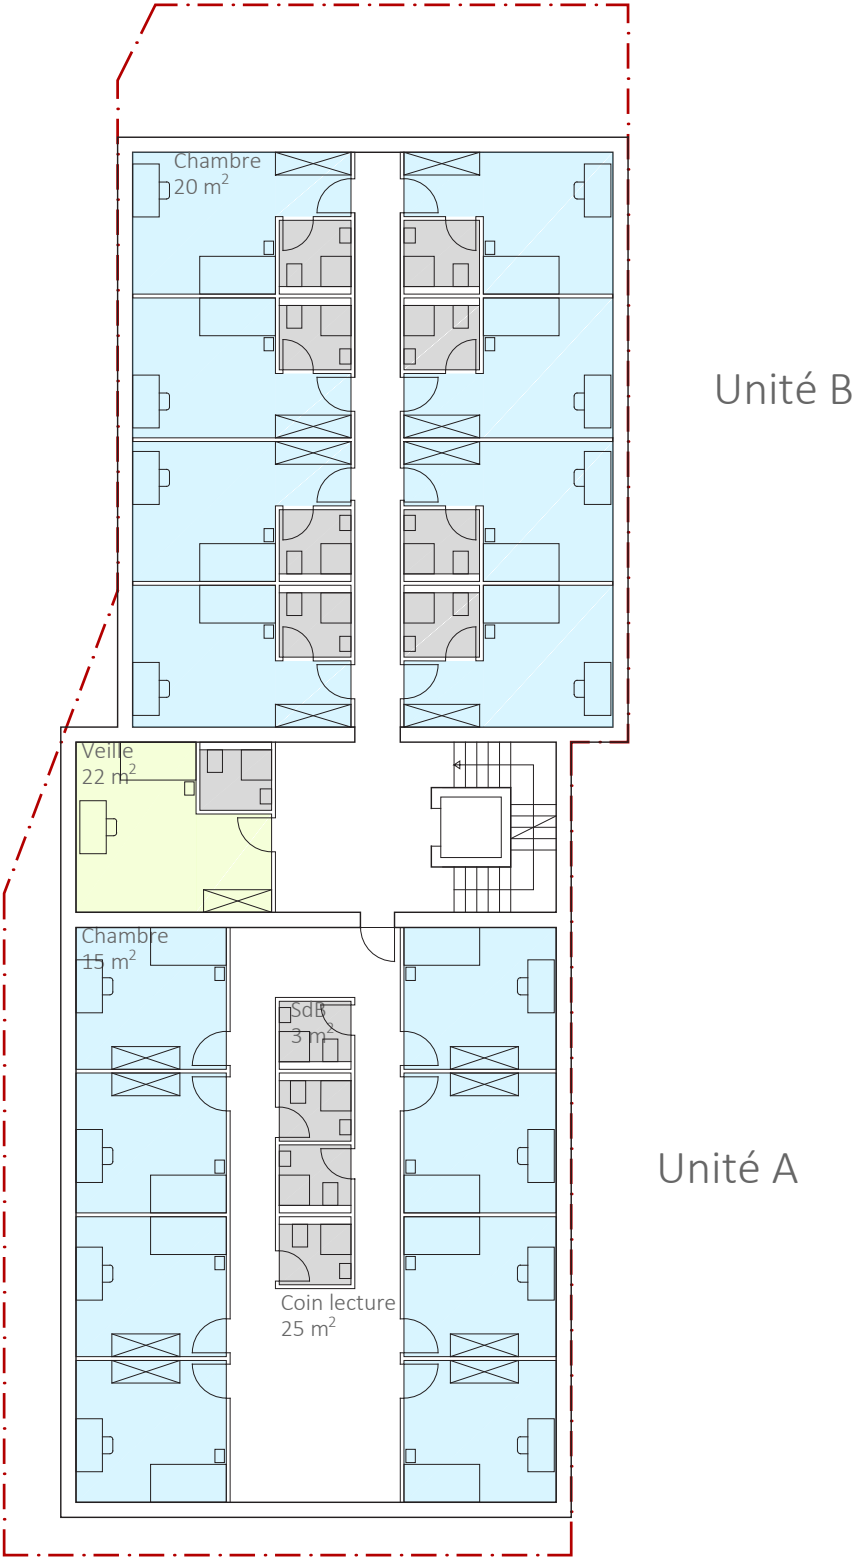 Chambre
20 m²
Unité B
Veille
22 m²
Chambre
15 m²
SdB
3 m²
Unité A
Coin lecture
25 m²